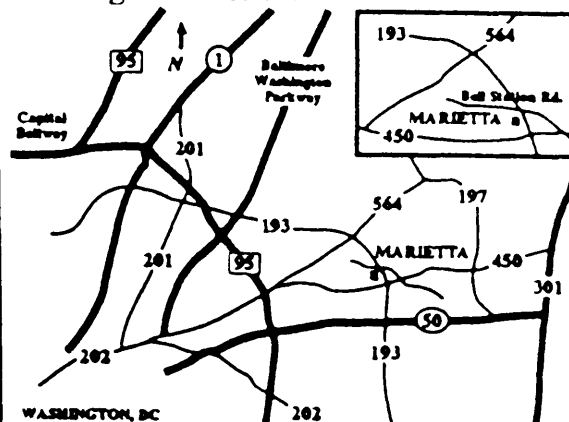 193
564
Bell Station Rd.
MARIETTA
450
95
N
1
Baltimore
Washington
Parkway
Capital
Beltway
201
564
197
193
MARIETTA
450
201
95
301
50
202
193
WASHINGTON, DC
202